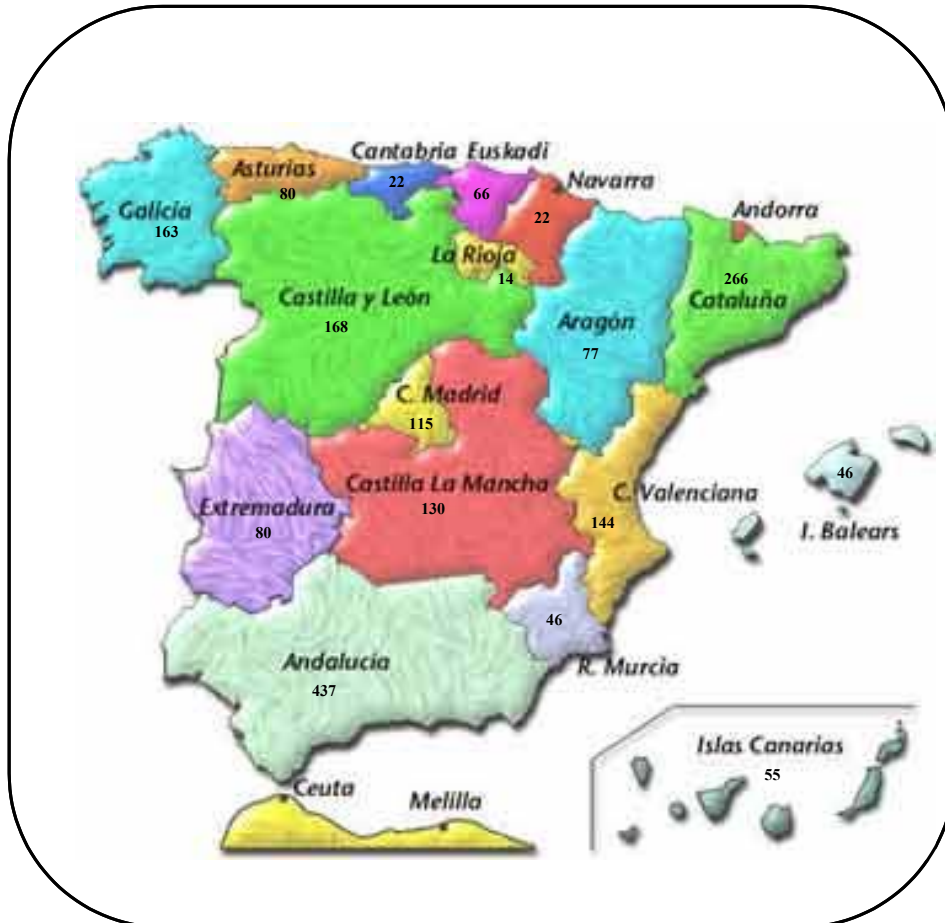 Cantabria Euskadi
Asturias
80
22
66
Navarra
22
Galicia
163
Andorra
La Rioja
14
266
Cataluña
Castilla y León
168
Aragón
77
C. Madrid
115
46
Castilla La Mancha
130
C. Valenciana
144
Extremadura
80
I. Balears
46
R. Murcia
Andalucía
437
Islas Canarias
55
Ceuta
Melilla